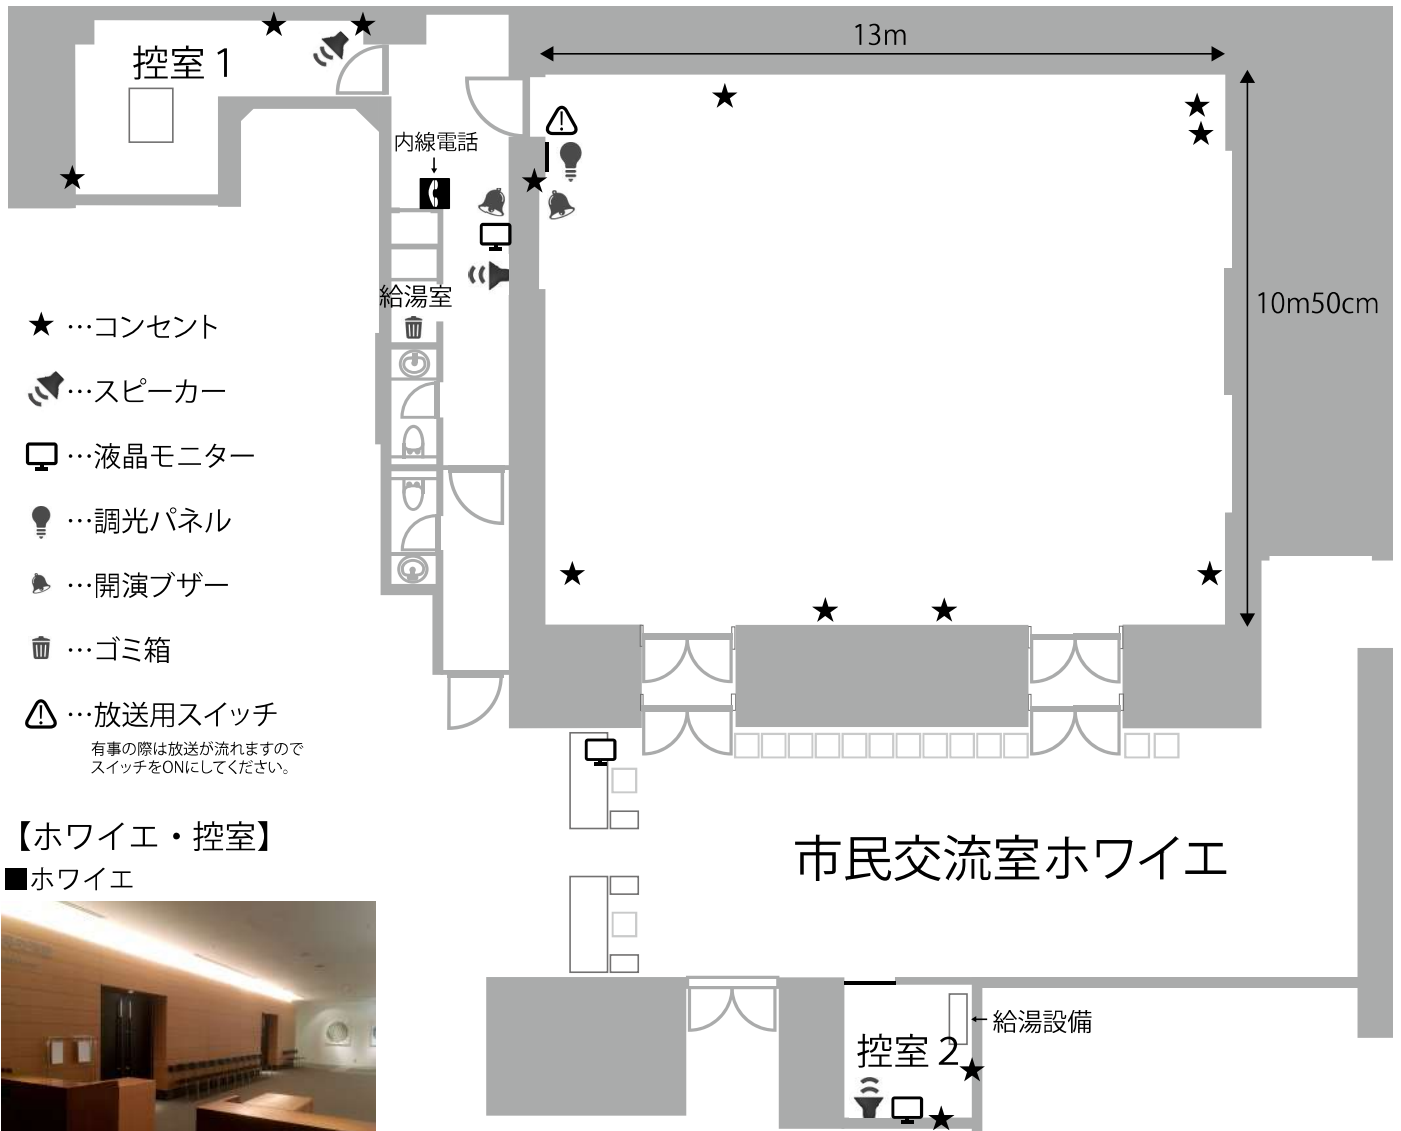 13m
控室1
内線電話
10m50cm
給湯室
★…コンセント
…スピーカー
…液晶モニター
…調光パネル
…開演ブザー
…ゴミ箱
…放送用スイッチ
有事の際は放送が流れますので
スイッチをONにしてください。
【ホワイエ・控室】
■ホワイエ
市民交流室ホワイエ
給湯設備
控室2